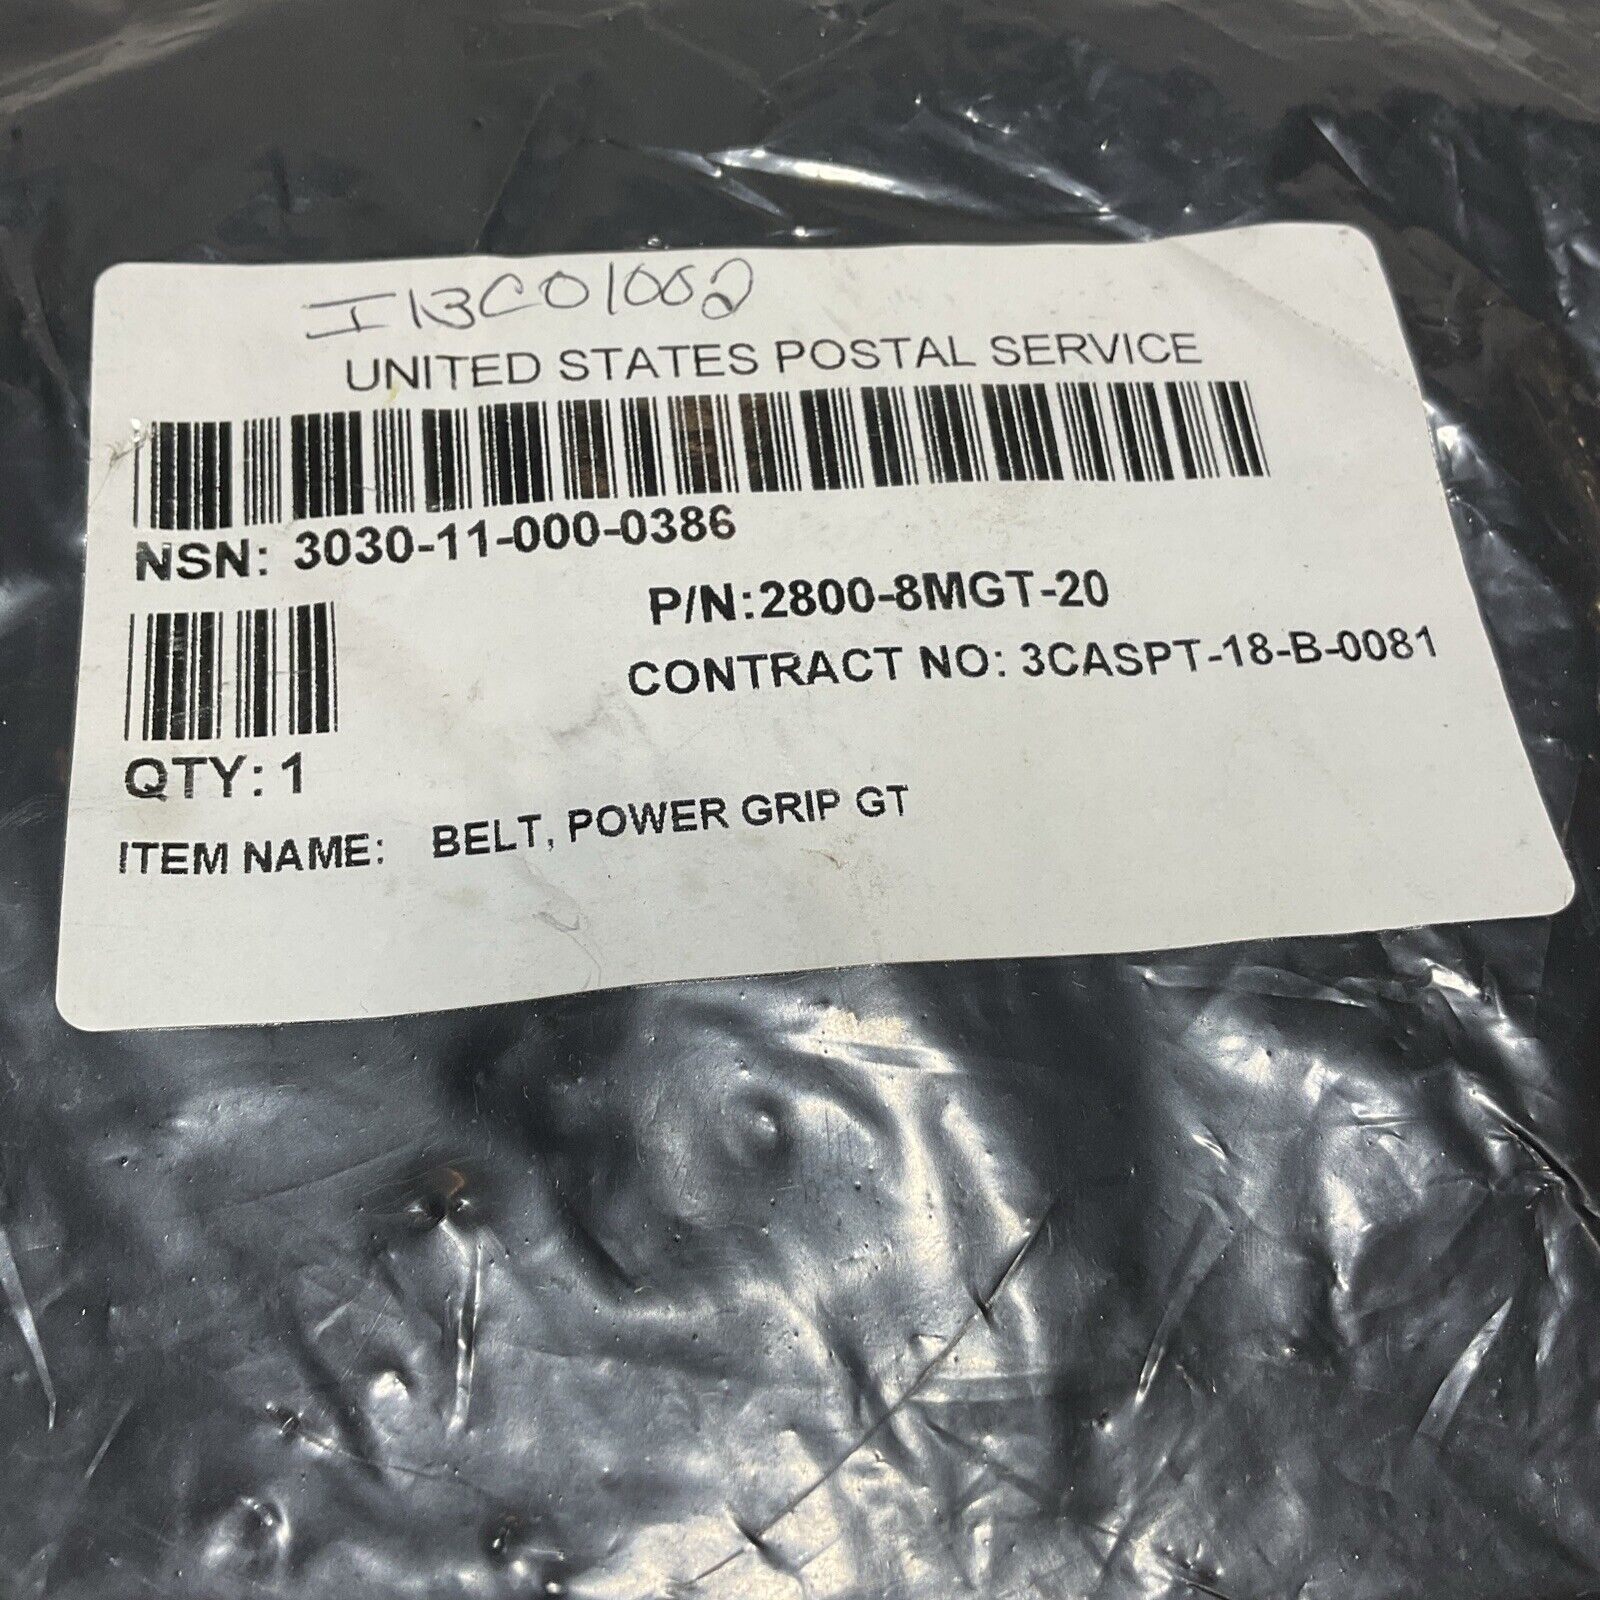 I13C01002
UNITED STATES POSTAL SERVICE
NSN: 3030-11-000-0386
P/N:2800-8MGT-20
CONTRACT NO: 3CASPT-18-B-0081
QTY: 1
ITEM NAME: BELT, POWER GRIP GT